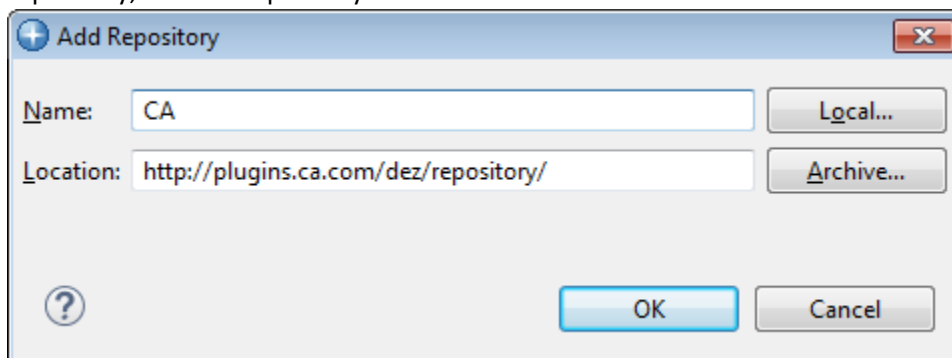 Add Repository
Name: CA Local...
Location: http://plugins.ca.com/dez/repository/ Archive...
OK Cancel